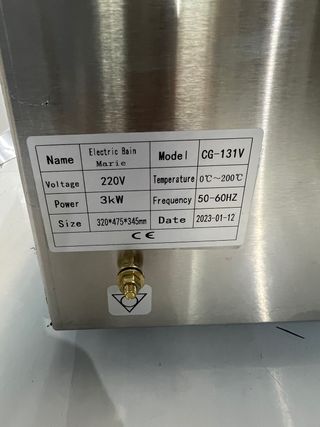 Name Electric Bain Marie Model CG-131V
Voltage 220V Temperature 0℃~200℃
Power 3kW Frequency 50-60HZ
Size 320*475*345mm Date 2023-01-12
CE